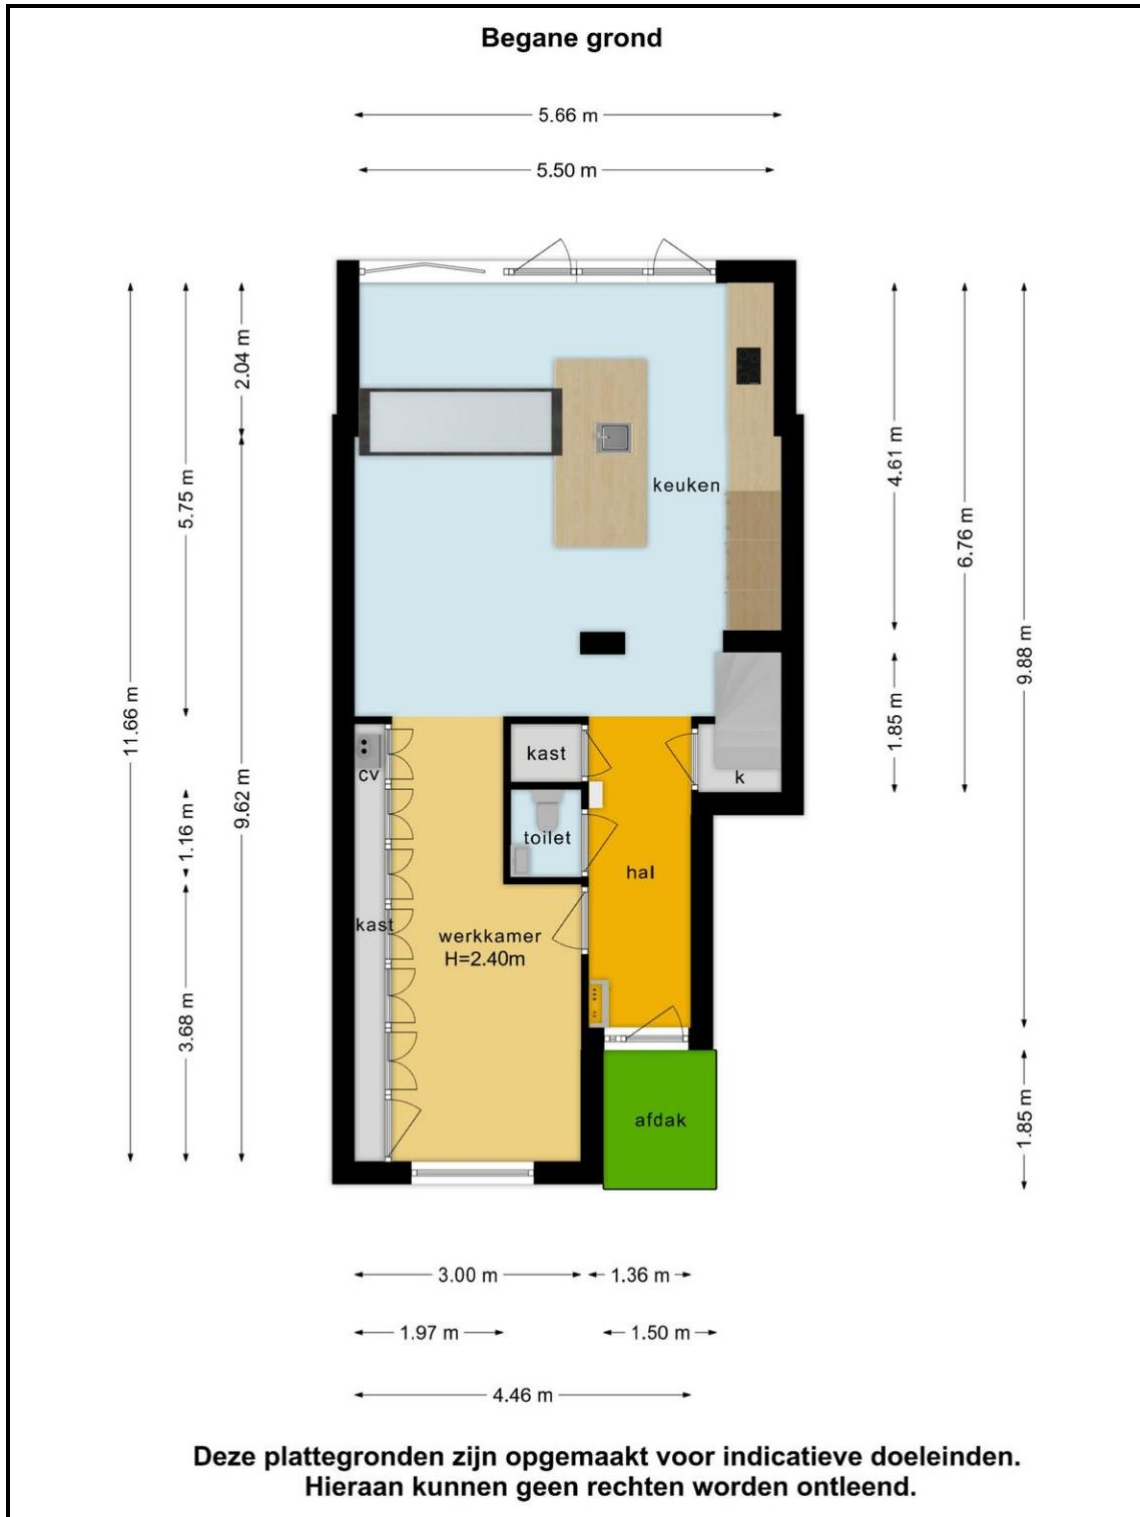 Begane grond
5.66 m
5.50 m
2.04 m
5.75 m
4.61 m
keuken
6.76 m
9.88 m
11.66 m
1.85 m
kast
cv
k
9.62 m
1.16 m
toilet
hal
kast
werkkamer
H=2.40m
3.68 m
afdak
1.85 m
3.00 m
1.36 m
1.97 m
1.50 m
4.46 m
Deze plattegronden zijn opgemaakt voor indicatieve doeleinden.
Hieraan kunnen geen rechten worden ontleend.